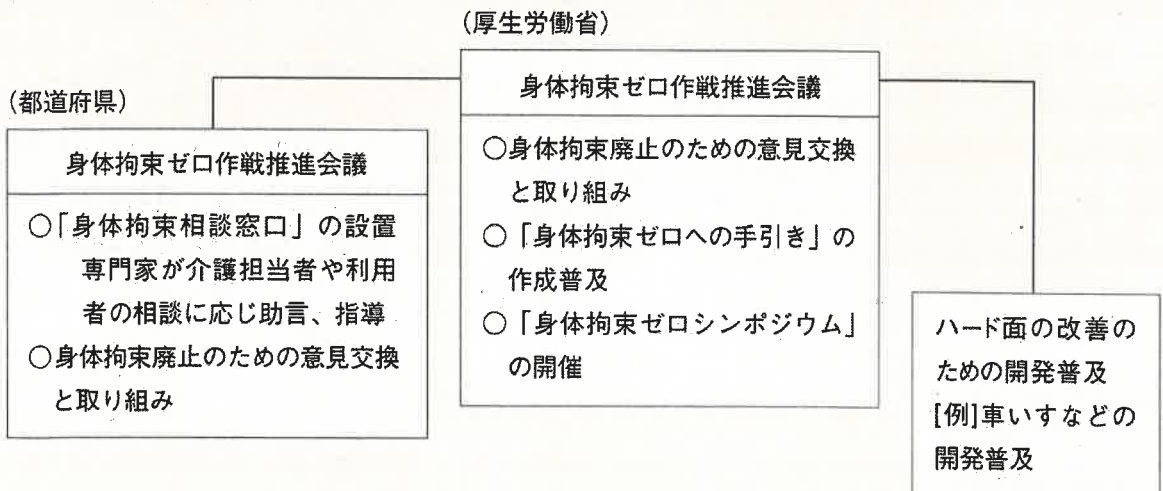 (厚生労働省)
身体拘束ゼロ作戦推進会議
○身体拘束廃止のための意見交換
と取り組み
○「身体拘束ゼロへの手引き」の
作成普及
○「身体拘束ゼロシンポジウム」
の開催
(都道府県)
身体拘束ゼロ作戦推進会議
○「身体拘束相談窓口」の設置
専門家が介護担当者や利用
者の相談に応じ助言、指導
○身体拘束廃止のための意見交換
と取り組み
ハード面の改善の
ための開発普及
[例]車いすなどの
開発普及